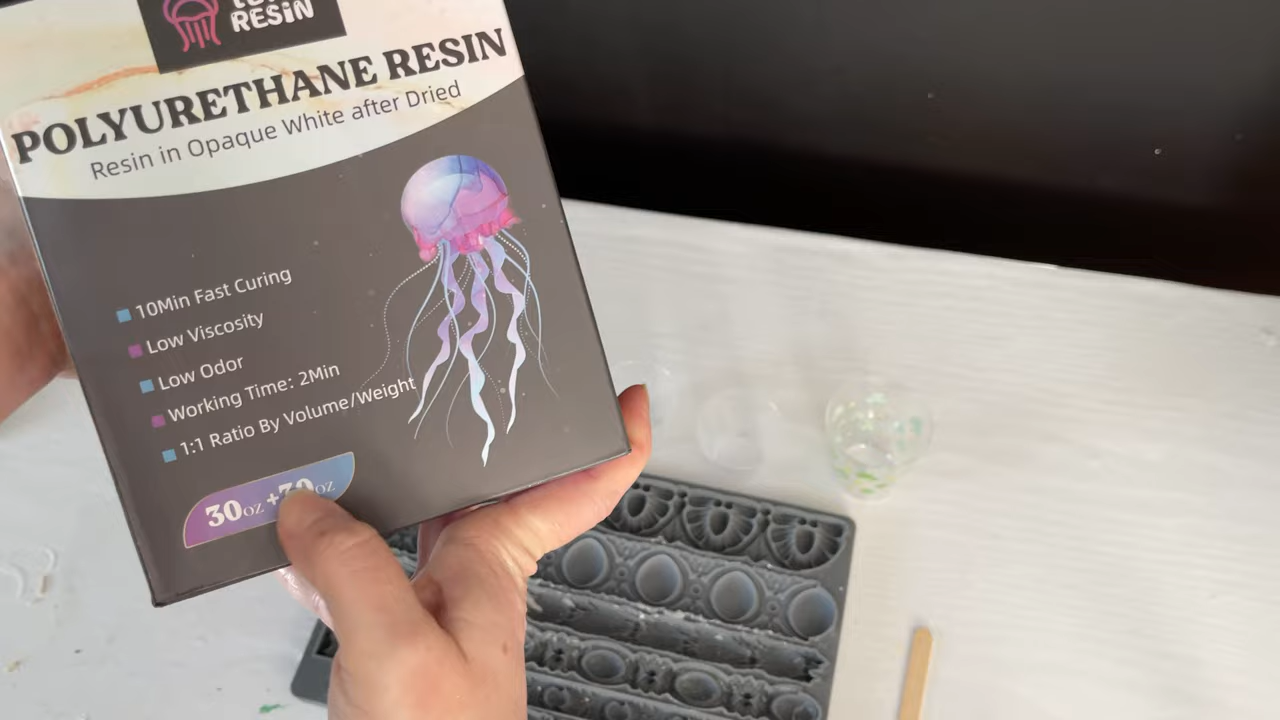 RESiN
POLYURETHANE RESIN
Resin in Opaque White after Dried
10Min Fast Curing
Low Viscosity
Low Odor
Working Time: 2Min
1:1 Ratio By Volume/Weight
30OZ +30OZ